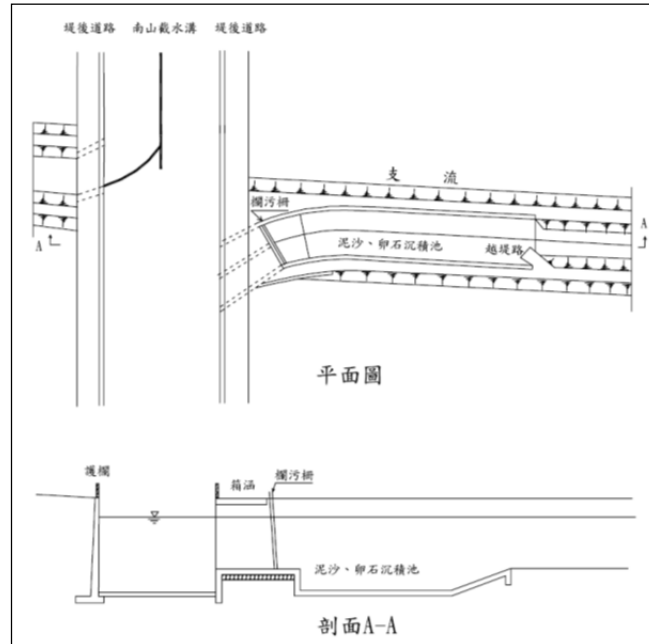 堤後道路 南山截水溝 堤後道路
支流
攔污柵
A
A
泥沙、卵石沉積池
越堤路
平面圖
護欄
箱涵
攔污柵
泥沙、卵石沉積池
剖面A-A